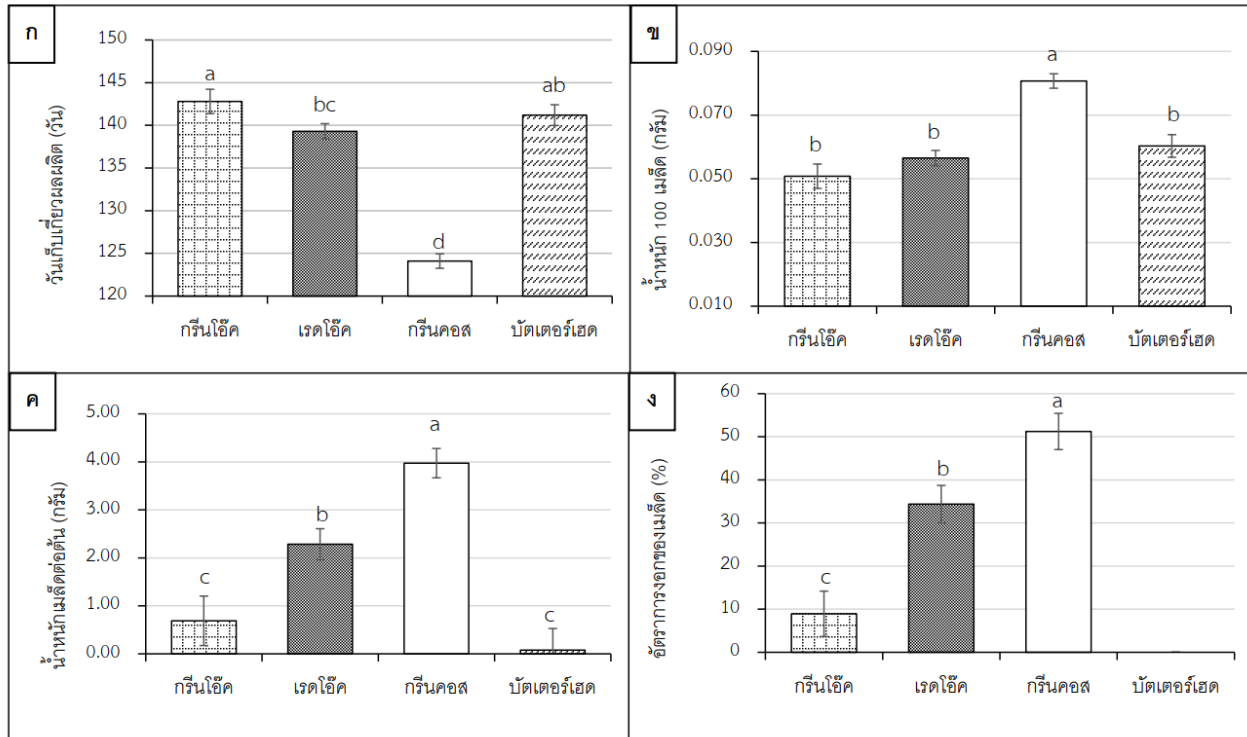 ก
วันเก็บเกี่ยวผลผลิต (วัน)
150
145
140
135
130
125
120
a
bc
d
ab
กรีนโอ๊ค
เรดโอ๊ค
กรีนคอส
บัตเตอร์เฮด
ข
น้ำหนัก 100 เมล็ด (กรัม)
0.090
0.070
0.050
0.030
0.010
b
b
a
b
กรีนโอ๊ค
เรดโอ๊ค
กรีนคอส
บัตเตอร์เฮด
ค
น้ำหนักเมล็ดต่อต้น (กรัม)
5.00
4.00
3.00
2.00
1.00
0.00
c
b
a
c
กรีนโอ๊ค
เรดโอ๊ค
กรีนคอส
บัตเตอร์เฮด
ง
อัตราการงอกของเมล็ด (%)
60
50
40
30
20
10
0
c
b
a
กรีนโอ๊ค
เรดโอ๊ค
กรีนคอส
บัตเตอร์เฮด